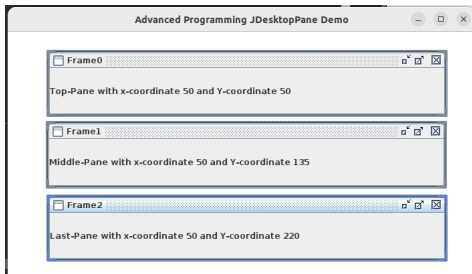 Advanced Programming JDesktopPane Demo
Frame0
Top-Pane with x-coordinate 50 and Y-coordinate 50
Frame1
Middle-Pane with x-coordinate 50 and Y-coordinate 135
Frame2
Last-Pane with x-coordinate 50 and Y-coordinate 220